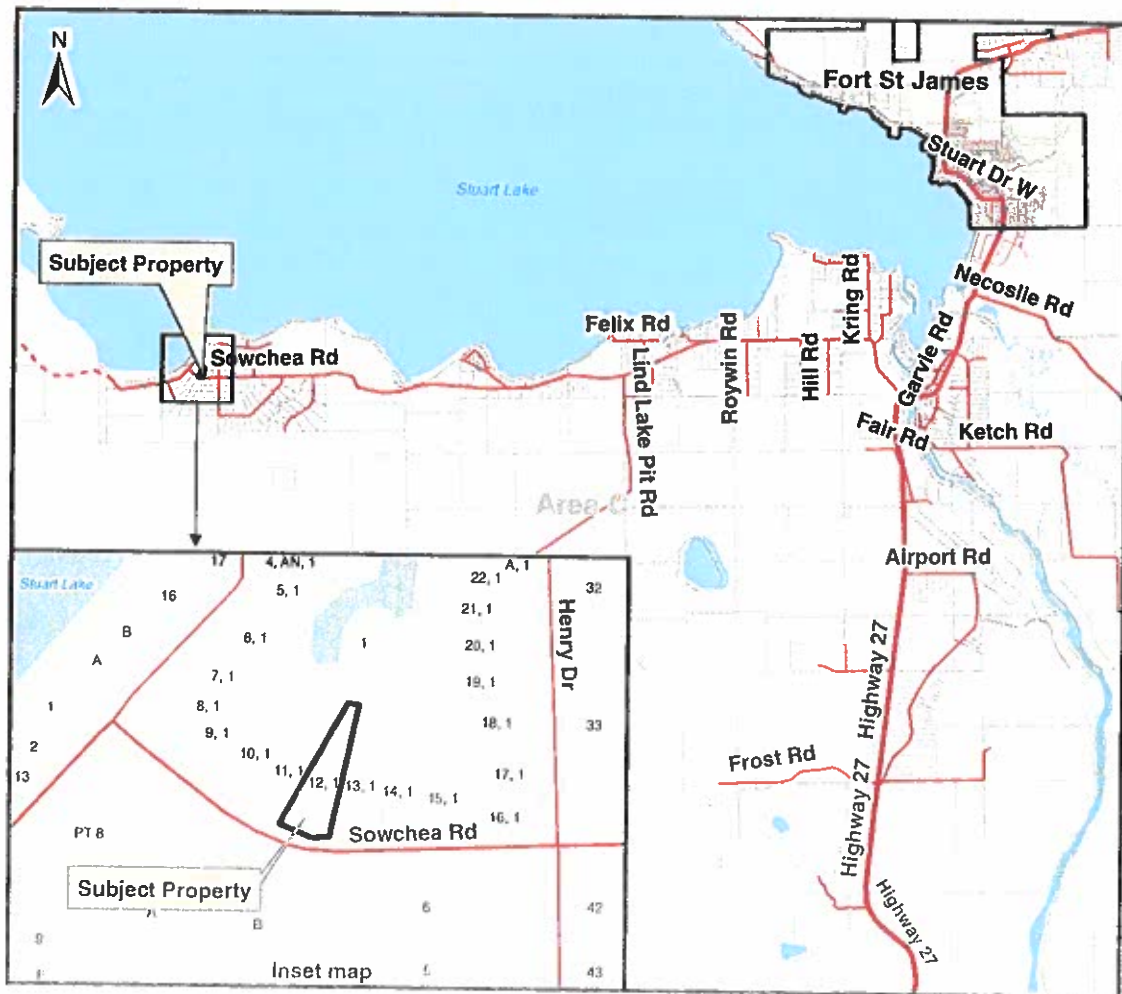 N
Fort St James
Stuart Dr W
Stuart Lake
Subject Property
Necoslie Rd
Kring Rd
Felix Rd
Sowchea Rd
Roywin Rd
Hill Rd
Garvie Rd
Lind Lake Pit Rd
Fair Rd
Ketch Rd
Area C
Airport Rd
Highway 27
Frost Rd
Highway 27
Highway 27
17
4, AN, 1
A, 1
Stuart Lake
16
5, 1
22, 1
32
B
6, 1
1
21, 1
Henry Dr
A
20, 1
7, 1
19, 1
1
8, 1
18, 1
33
2
9, 1
10, 1
13
11, 1
12, 1
13, 1
14, 1
15, 1
17, 1
16, 1
PT 8
Sowchea Rd
Subject Property
A
B
6
42
Inset map
43